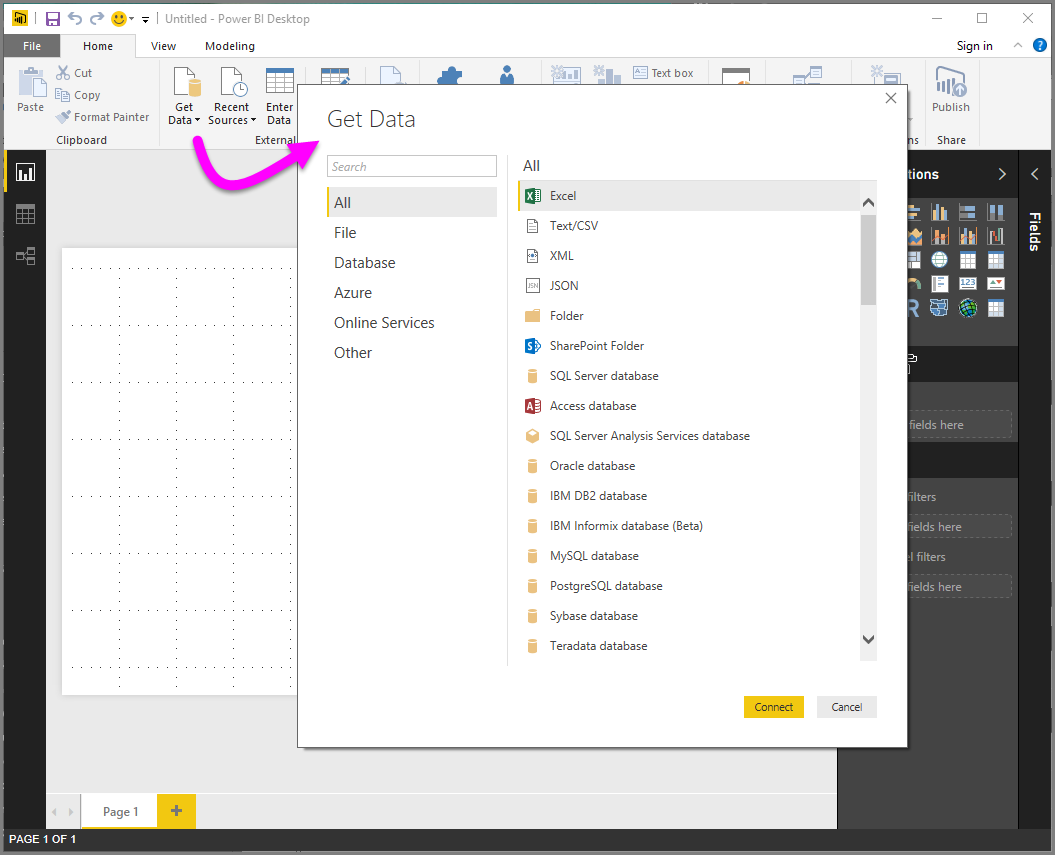 Untitled - Power BI Desktop
File Home View Modeling Sign in ?
Paste
Cut
Copy
Format Painter
Clipboard
Get Data
Recent Sources
Enter Data
External
Text box
Publish
Share
Get Data
Search
All
File
Database
Azure
Online Services
Other
All
Excel
Text/CSV
XML
JSON
Folder
SharePoint Folder
SQL Server database
Access database
SQL Server Analysis Services database
Oracle database
IBM DB2 database
IBM Informix database (Beta)
MySQL database
PostgreSQL database
Sybase database
Teradata database
Connect Cancel
Fields
123
R
fields here
fields here
filters
fields here
Page 1 +
PAGE 1 OF 1